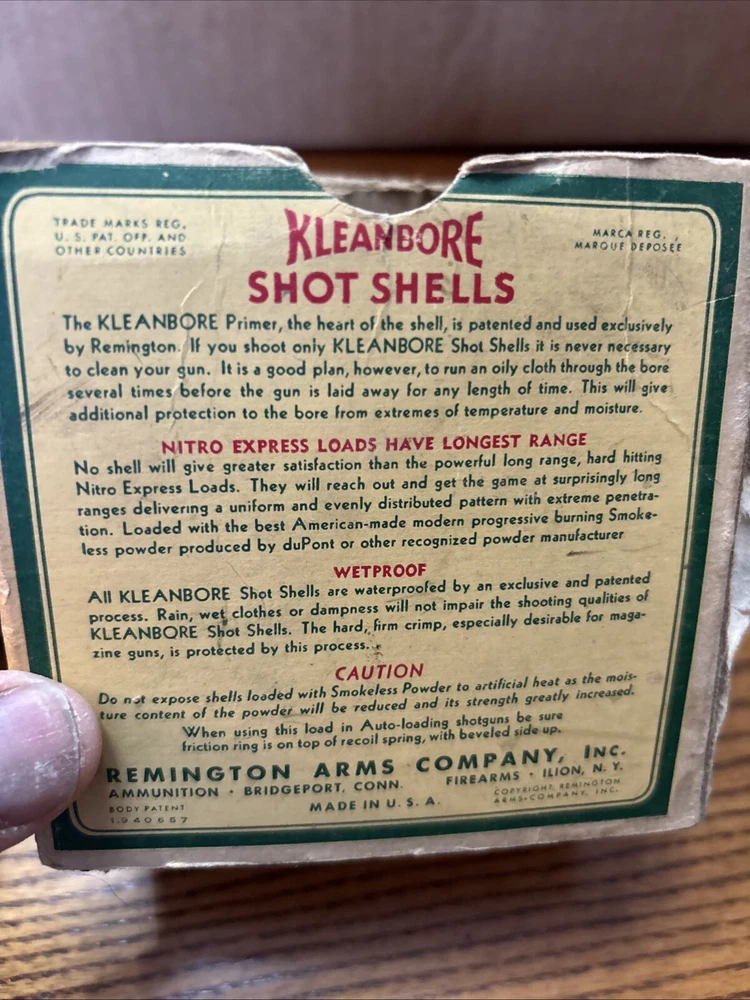 TRADE MARKS REG.
U. S. PAT. OFF. AND
OTHER COUNTRIES
MARCA REG.
MARQUE DEPOSÉE
KLEANBORE
SHOT SHELLS
The KLEANBORE Primer, the heart of the shell, is patented and used exclusively
by Remington. If you shoot only KLEANBORE Shot Shells it is never necessary
to clean your gun. It is a good plan, however, to run an oily cloth through the bore
several times before the gun is laid away for any length of time. This will give
additional protection to the bore from extremes of temperature and moisture.
NITRO EXPRESS LOADS HAVE LONGEST RANGE
No shell will give greater satisfaction than the powerful long range, hard hitting
Nitro Express Loads. They will reach out and get the game at surprisingly long
ranges delivering a uniform and evenly distributed pattern with extreme penetra-
tion. Loaded with the best American-made modern progressive burning Smoke-
less powder produced by duPont or other recognized powder manufacturer
WETPROOF
All KLEANBORE Shot Shells are waterproofed by an exclusive and patented
process. Rain, wet clothes or dampness will not impair the shooting qualities of
KLEANBORE Shot Shells. The hard, firm crimp, especially desirable for maga-
zine guns, is protected by this process.
CAUTION
Do not expose shells loaded with Smokeless Powder to artificial heat as the mois-
ture content of the powder will be reduced and its strength greatly increased.
When using this load in Auto-loading shotguns be sure
friction ring is on top of recoil spring, with beveled side up.
REMINGTON ARMS COMPANY, INC.
AMMUNITION · BRIDGEPORT, CONN. FIREARMS · ILION, N. Y.
BODY PATENT
1,940,657
MADE IN U. S. A.
COPYRIGHT, REMINGTON
ARMS COMPANY, INC.